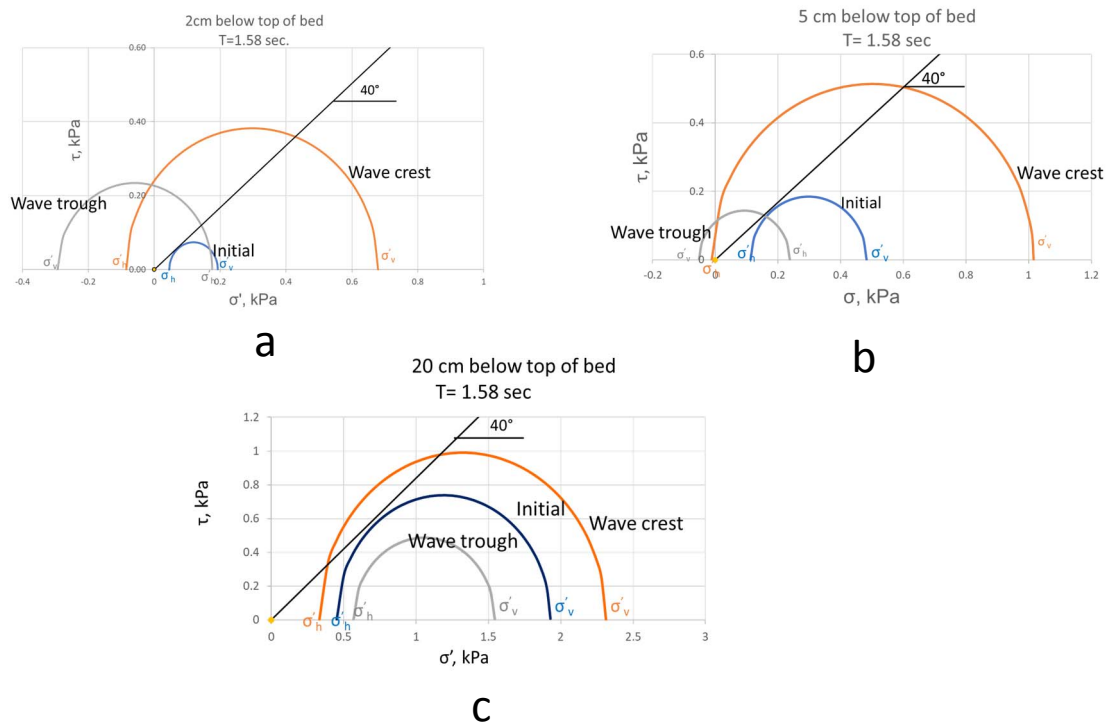 2cm below top of bed
T=1.58 sec.
0.60
0.40
0.20
0.00
τ, kPa
40°
Wave crest
Wave trough
Initial
σ′v
σ′h
σh
σ′h
σ′v
σ′v
-0.4
-0.2
0
0.2
0.4
0.6
0.8
1
σ', kPa
a
5 cm below top of bed
T= 1.58 sec
0.6
0.4
0.2
0
τ, kPa
40°
Wave crest
Initial
Wave trough
σ′v
σ′h
σ′h
σ′v
σ′v
-0.2
0
0.2
0.4
0.6
0.8
1
1.2
σ, kPa
b
20 cm below top of bed
T= 1.58 sec
1.2
1
0.8
0.6
0.4
0.2
0
τ, kPa
40°
Initial
Wave crest
Wave trough
σ′h
σ′h
σ′h
σ′v
σ′v
σ′v
0
0.5
1
1.5
2
2.5
3
σ', kPa
c